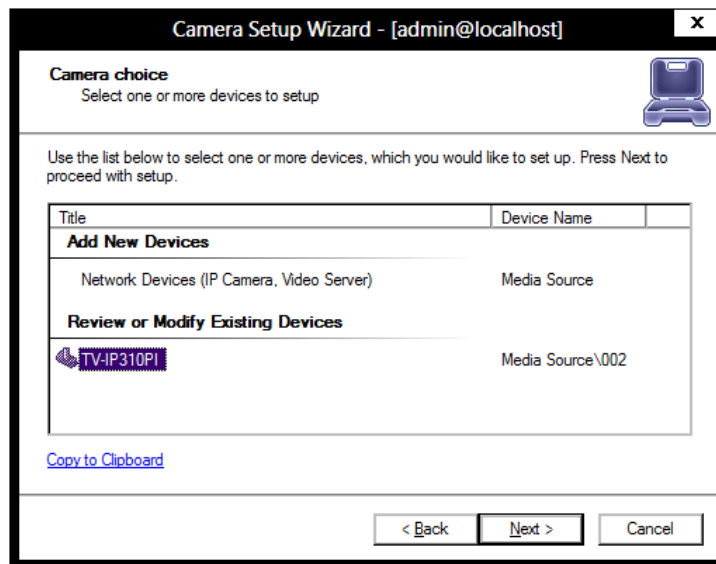 Camera Setup Wizard - [admin@localhost]
x
Camera choice
Select one or more devices to setup
Use the list below to select one or more devices, which you would like to set up. Press Next to
proceed with setup.
Title Device Name
Add New Devices
Network Devices (IP Camera, Video Server) Media Source
Review or Modify Existing Devices
TV-IP310PI Media Source\002
Copy to Clipboard
< Back Next > Cancel